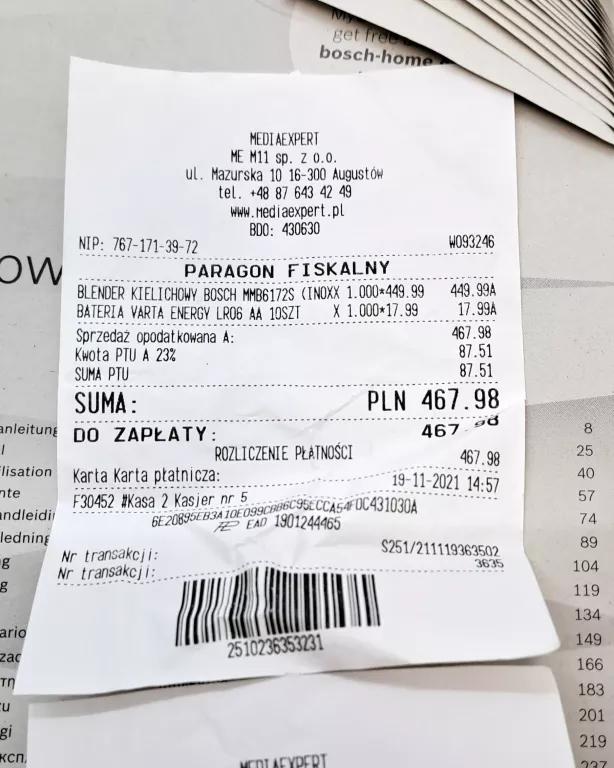 get free
bosch-home
MEDIAEXPERT
ME M11 sp. z o.o.
ul. Mazurska 10 16-300 Augustów
tel. +48 87 643 42 49
www.mediaexpert.pl
BDO: 430630
NIP: 767-171-39-72 W093246
PARAGON FISKALNY
BLENDER KIELICHOWY BOSCH MMB6172S (INOXX 1.000*449.99 449.99A
BATERIA VARTA ENERGY LR06 AA 10SZT X 1.000*17.99 17.99A
Sprzedaż opodatkowana A: 467.98
Kwota PTU A 23% 87.51
SUMA PTU 87.51
SUMA: PLN 467.98
DO ZAPŁATY: 467.98
ROZLICZENIE PŁATNOŚCI
Karta Karta płatnicza: 467.98
F30452 #Kasa 2 Kasjer nr 5 19-11-2021 14:57
EAD 1901244465
Nr transakcji: S251/211119363502
Nr transakcji: 3635
2510236353231
MEDIAEXPERT
ow
anleitung
8
25
40
57
74
89
104
119
134
149
166
183
201
219
237